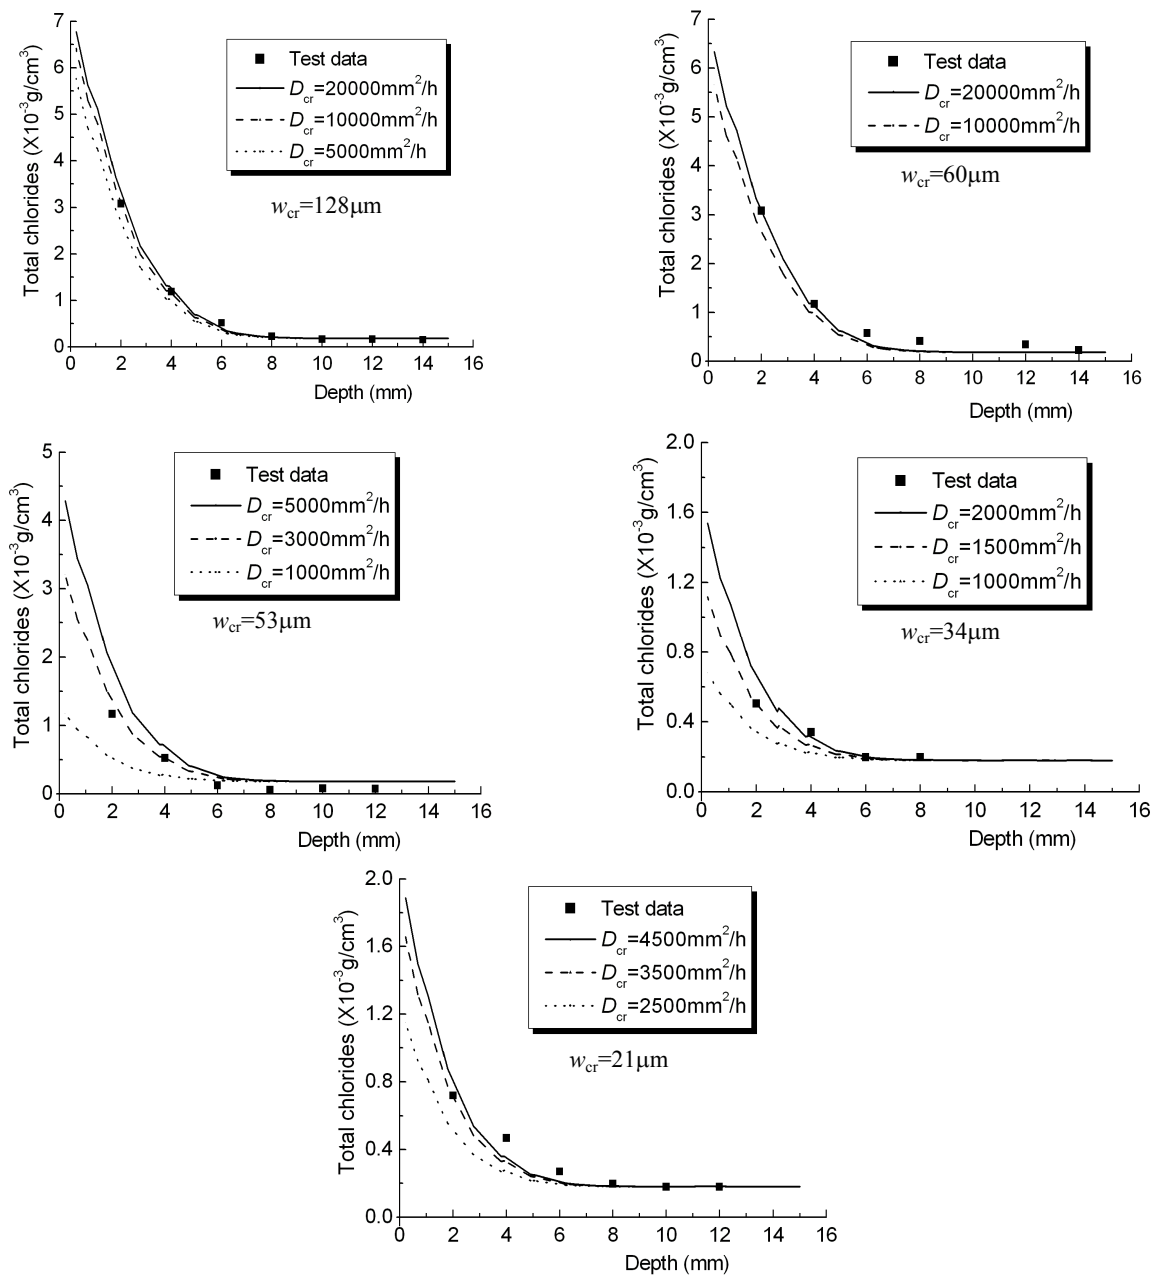 Total chlorides (X10⁻³g/cm³)
7
6
5
4
3
2
1
0
Test data
Dcr=20000mm²/h
Dcr=10000mm²/h
Dcr=5000mm²/h
wcr=128μm
0 2 4 6 8 10 12 14 16
Depth (mm)
Total chlorides (X10⁻³g/cm³)
7
6
5
4
3
2
1
0
Test data
Dcr=20000mm²/h
Dcr=10000mm²/h
wcr=60μm
0 2 4 6 8 10 12 14 16
Depth (mm)
Total chlorides (X10⁻³g/cm³)
5
4
3
2
1
0
Test data
Dcr=5000mm²/h
Dcr=3000mm²/h
Dcr=1000mm²/h
wcr=53μm
0 2 4 6 8 10 12 14 16
Depth (mm)
Total chlorides (X10⁻³g/cm³)
2.0
1.6
1.2
0.8
0.4
0.0
Test data
Dcr=2000mm²/h
Dcr=1500mm²/h
Dcr=1000mm²/h
wcr=34μm
0 2 4 6 8 10 12 14 16
Depth (mm)
Total chlorides (X10⁻³g/cm³)
2.0
1.6
1.2
0.8
0.4
0.0
Test data
Dcr=4500mm²/h
Dcr=3500mm²/h
Dcr=2500mm²/h
wcr=21μm
0 2 4 6 8 10 12 14 16
Depth (mm)